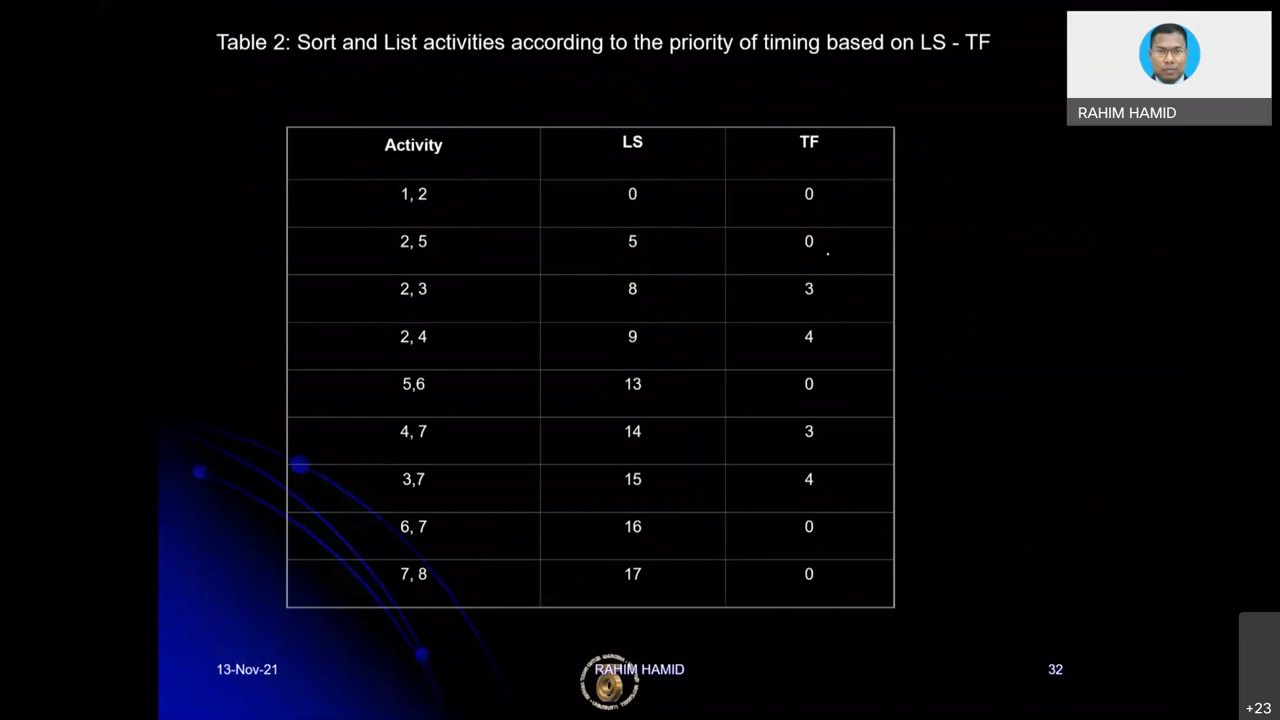 Table 2: Sort and List activities according to the priority of timing based on LS - TF
RAHIM HAMID
Activity LS TF
1, 2 0 0
2, 5 5 0
2, 3 8 3
2, 4 9 4
5,6 13 0
4, 7 14 3
3,7 15 4
6, 7 16 0
7, 8 17 0
13-Nov-21 RAHIM HAMID 32
+23